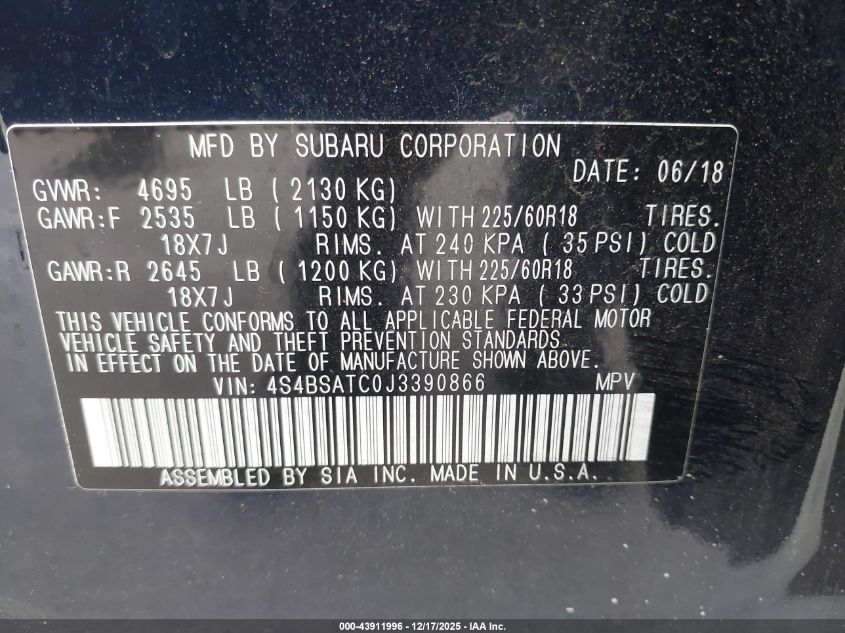 MFD BY SUBARU CORPORATION
DATE: 06/18
GVWR: 4695 LB ( 2130 KG)
GAWR:F 2535 LB ( 1150 KG) WITH 225/60R18 TIRES.
18X7J RIMS. AT 240 KPA ( 35 PSI) COLD
GAWR:R 2645 LB ( 1200 KG) WITH 225/60R18 TIRES.
18X7J RIMS. AT 230 KPA ( 33 PSI) COLD
THIS VEHICLE CONFORMS TO ALL APPLICABLE FEDERAL MOTOR
VEHICLE SAFETY AND THEFT PREVENTION STANDARDS
IN EFFECT ON THE DATE OF MANUFACTURE SHOWN ABOVE.
VIN: 4S4BSATC0J3390866 MPV
ASSEMBLED BY SIA INC. MADE IN U.S.A.
000-43911996 - 12/17/2025 - IAA Inc.